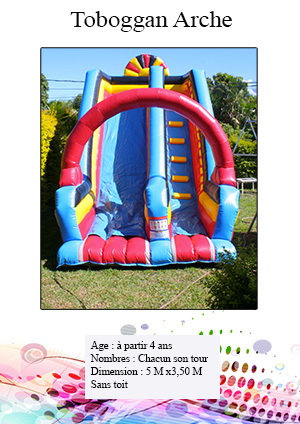 Toboggan Arche
Age : à partir 4 ans
Nombres : Chacun son tour
Dimension : 5 M x3,50 M
Sans toit